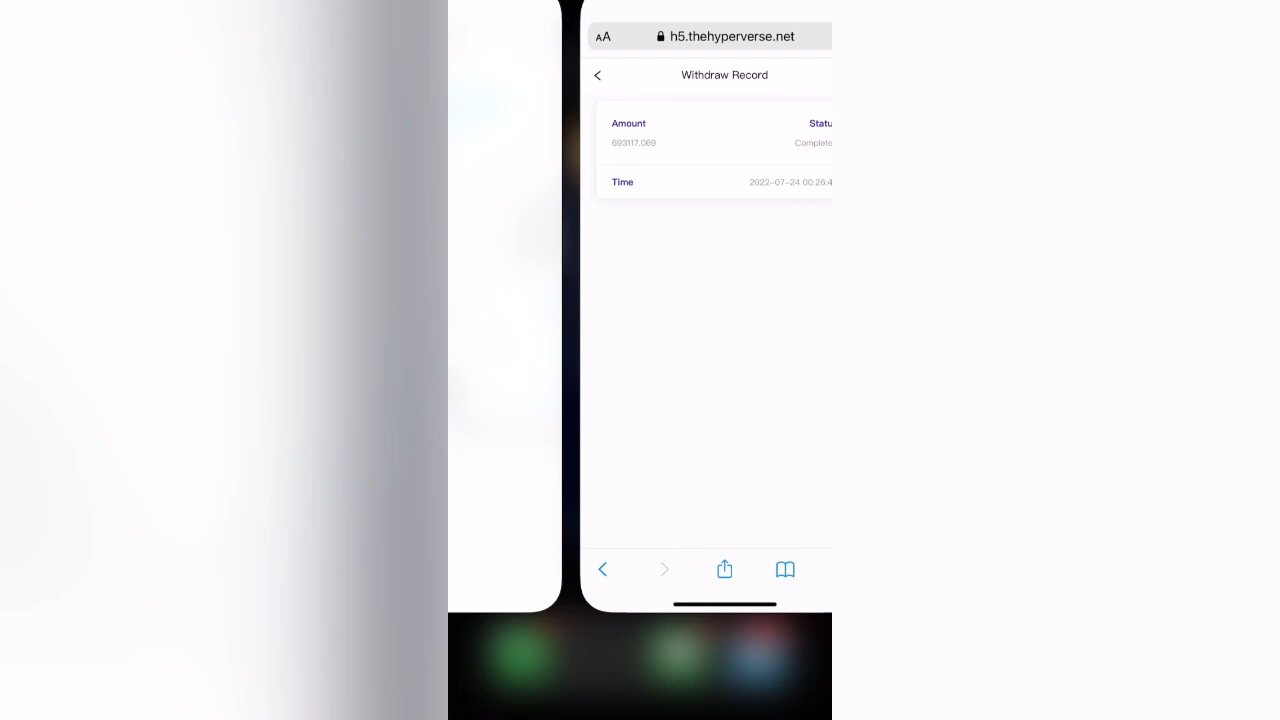 AA h5.thehyperverse.net
Withdraw Record
Amount Statu
693117.069 Complete
Time 2022-07-24 00:26:4